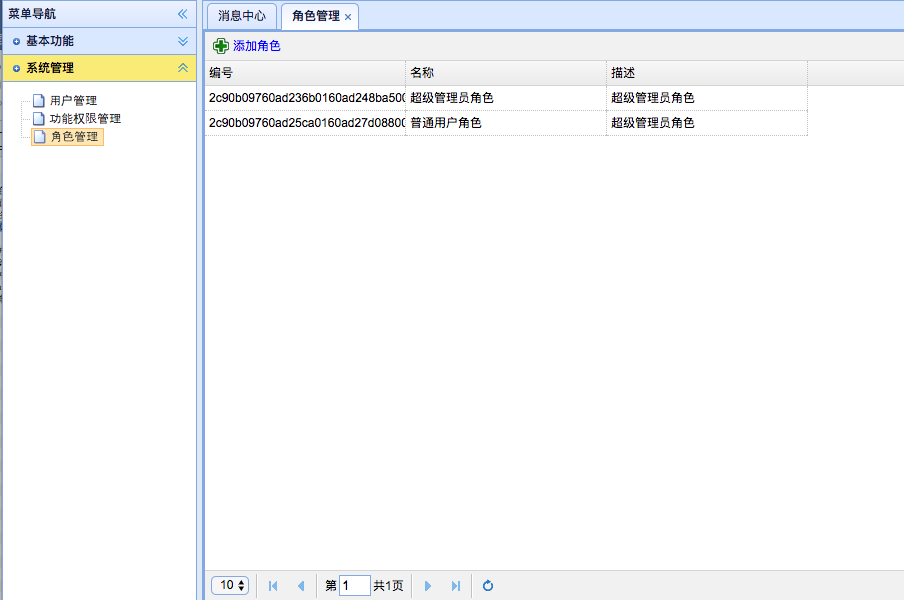 菜单导航
基本功能
系统管理
用户管理
功能权限管理
角色管理
消息中心 角色管理
添加角色
编号 名称 描述
2c90b09760ad236b0160ad248ba500 超级管理员角色 超级管理员角色
2c90b09760ad25ca0160ad27d08800 普通用户角色 超级管理员角色
10 第 1 共1页